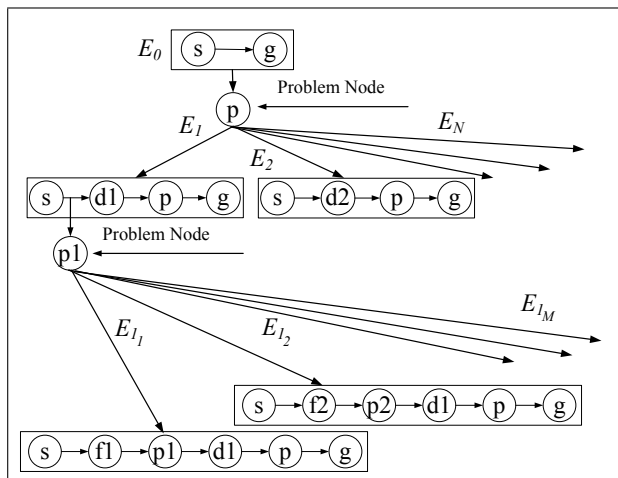 E0 s g
Problem Node
p
E1 E2 EN
s d1 p g s d2 p g
Problem Node
p1
E11 E12 E1M
s f2 p2 d1 p g
s f1 p1 d1 p g